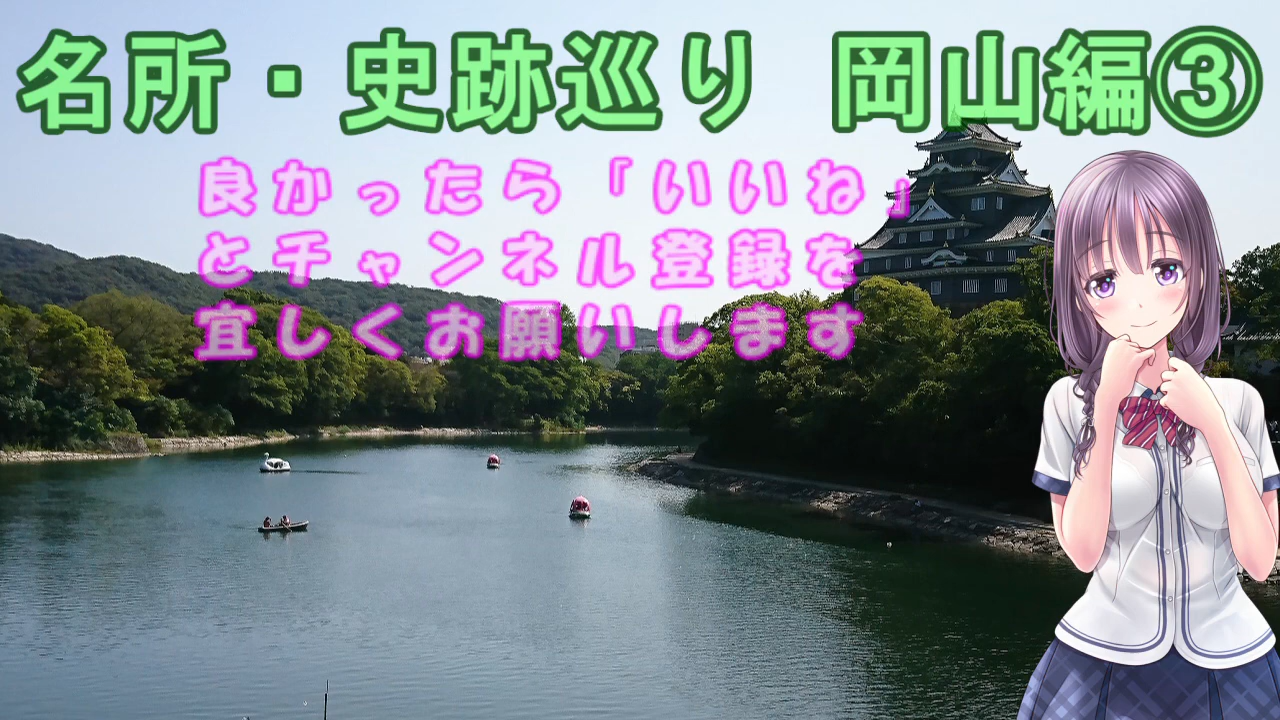 名所・史跡巡り 岡山編③
良かったら「いいね」
とチャンネル登録を
宜しくお願いします